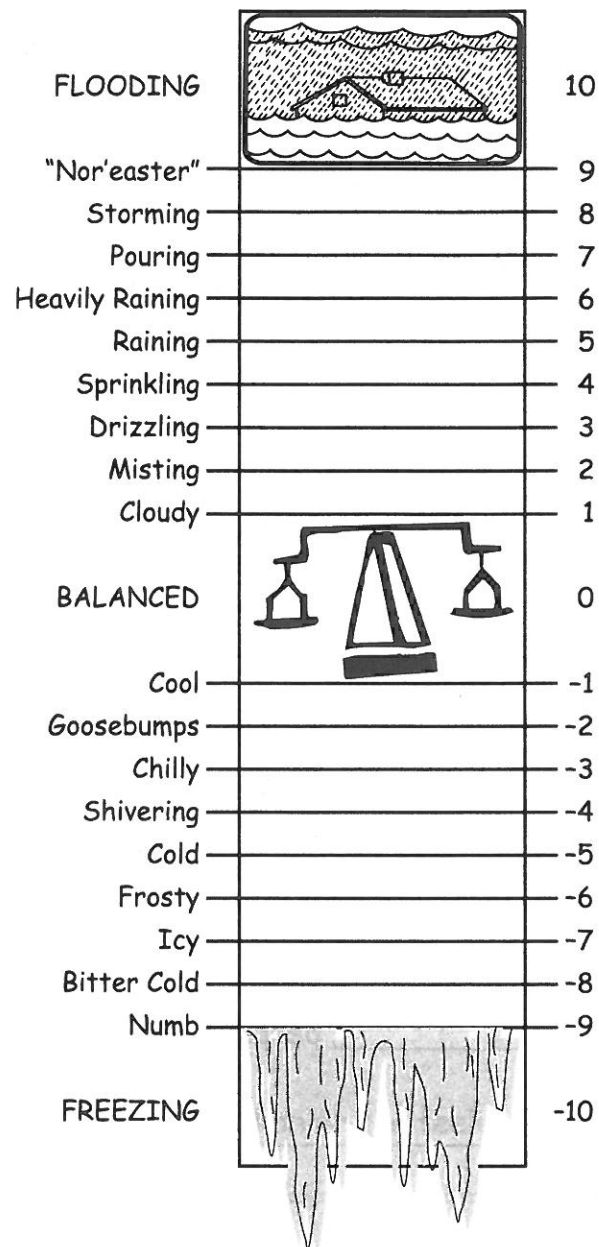 FLOODING 10
"Nor'easter" 9
Storming 8
Pouring 7
Heavily Raining 6
Raining 5
Sprinkling 4
Drizzling 3
Misting 2
Cloudy 1
BALANCED 0
Cool -1
Goosebumps -2
Chilly -3
Shivering -4
Cold -5
Frosty -6
Icy -7
Bitter Cold -8
Numb -9
FREEZING -10